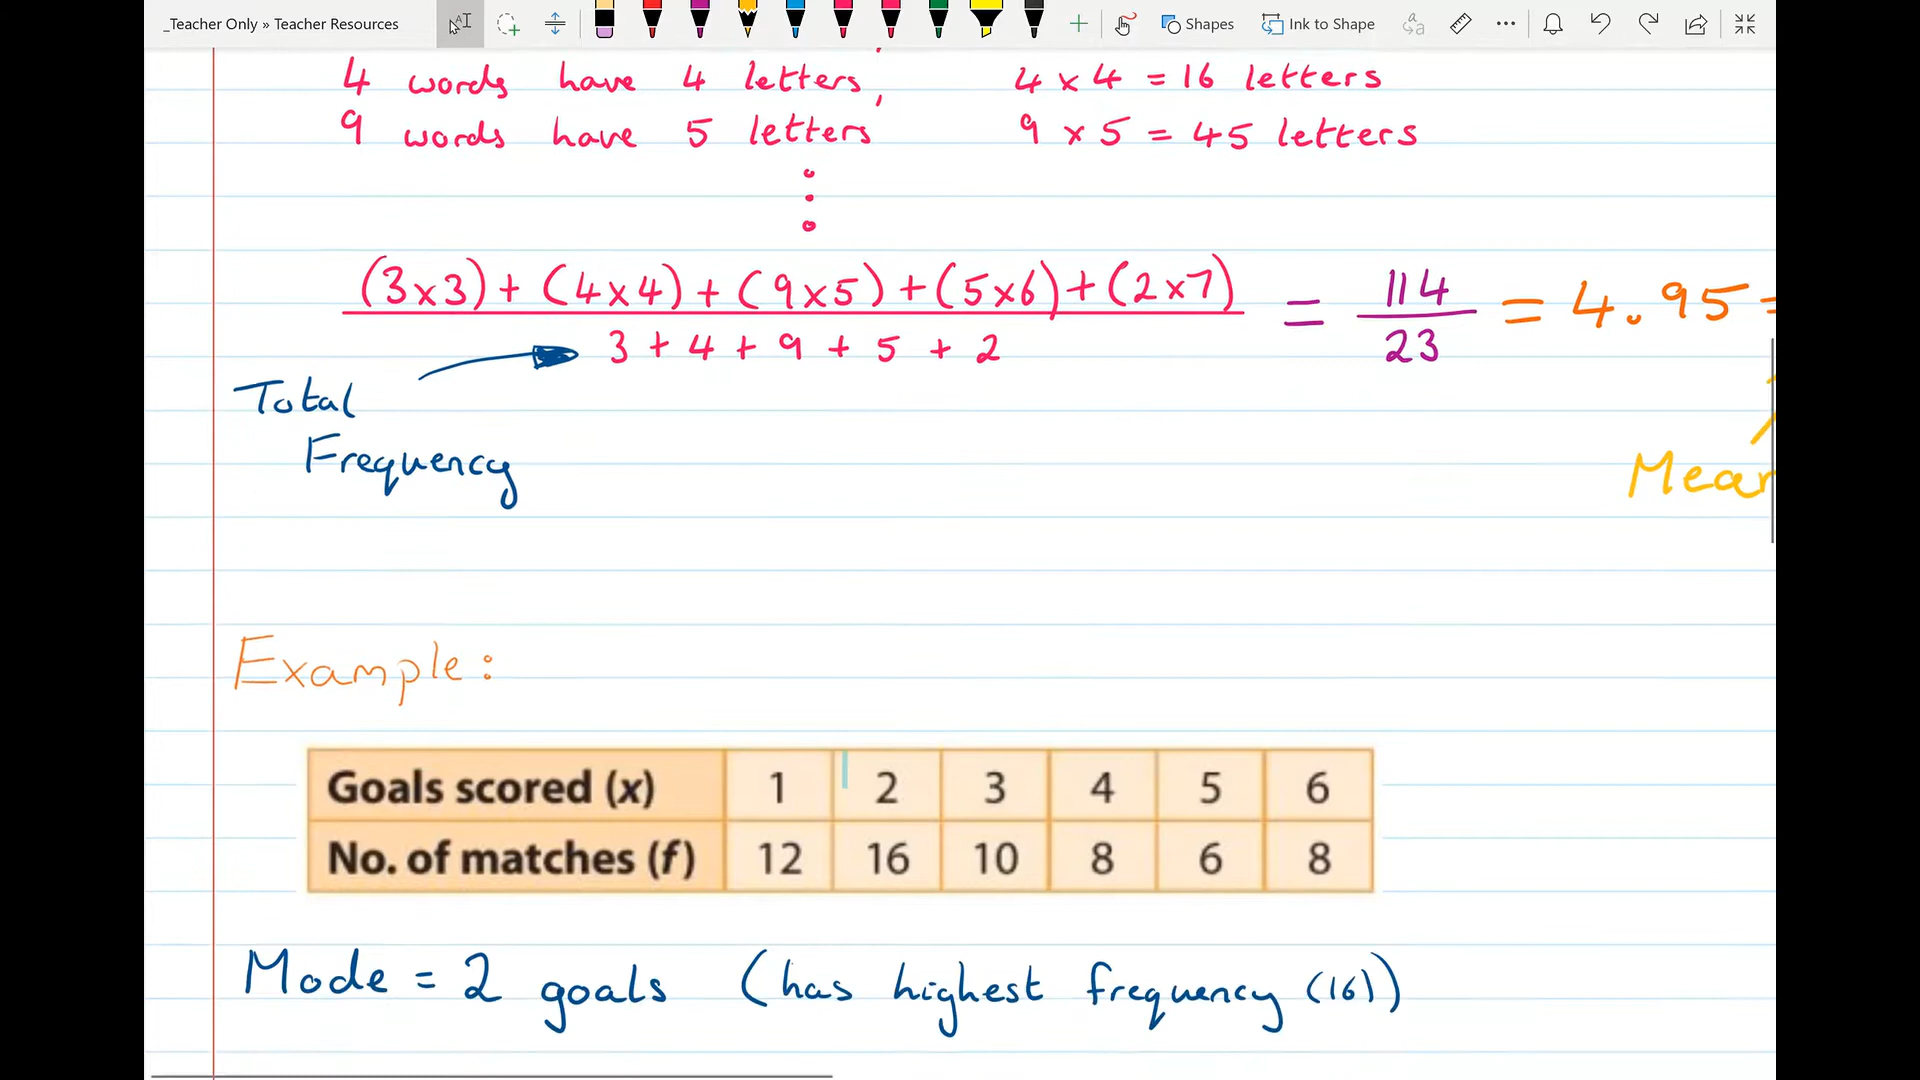 _Teacher Only » Teacher Resources
Shapes
Ink to Shape
4 words have 4 letters, 4 x 4 = 16 letters
9 words have 5 letters 9 x 5 = 45 letters
(3x3) + (4x4) + (9x5) + (5x6) + (2x7) = 114 = 4.95 =
3 + 4 + 9 + 5 + 2 23
Total
Frequency
Mean
Example:
Goals scored (x) 1 2 3 4 5 6
No. of matches (f) 12 16 10 8 6 8
Mode = 2 goals (has highest frequency (16))